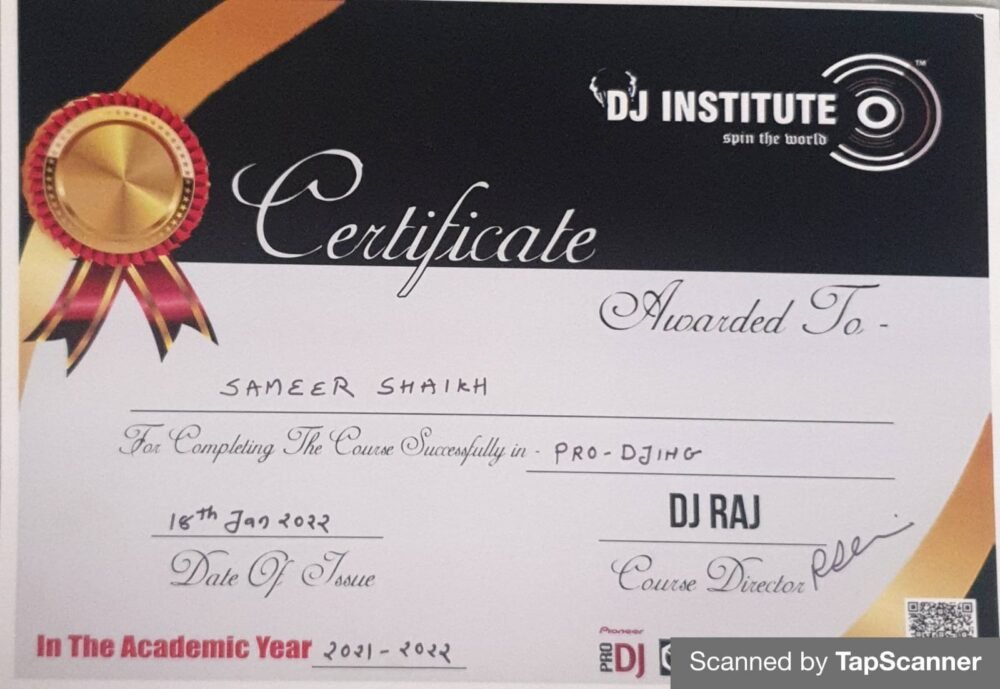 DJ INSTITUTE
spin the world
Certificate
Awarded To -
SAMEER SHAIKH
For Completing The Course Successfully in - PRO-DJING
18th Jan 2022
Date Of Issue
DJ RAJ
Course Director
In The Academic Year 2021-2022
Pioneer
PRO DJ
Scanned by TapScanner